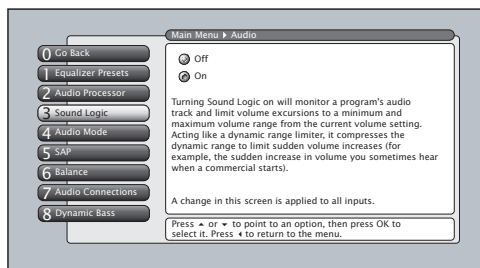 Main Menu ▸ Audio
0 Go Back
1 Equalizer Presets
2 Audio Processor
3 Sound Logic
4 Audio Mode
5 SAP
6 Balance
7 Audio Connections
8 Dynamic Bass
Off
On
Turning Sound Logic on will monitor a program's audio
track and limit volume excursions to a minimum and
maximum volume range from the current volume setting.
Acting like a dynamic range limiter, it compresses the
dynamic range to limit sudden volume increases (for
example, the sudden increase in volume you sometimes hear
when a commercial starts).
A change in this screen is applied to all inputs.
Press ▴ or ▾ to point to an option, then press OK to
select it. Press ◂ to return to the menu.